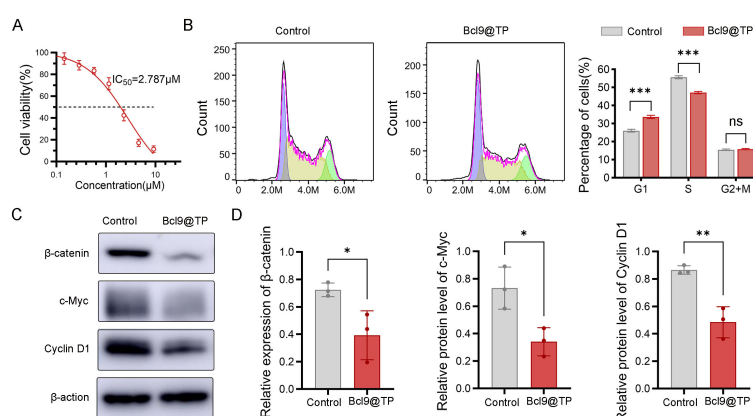 A
Cell viability(%)
100
80
60
40
20
0
IC50=2.787μM
0.1
1
10
Concentration(μM)
B
Control
Count
250
200
150
100
50
0
0
2.0M
4.0M
6.0M
Bcl9@TP
Count
200
150
100
50
0
0
2.0M
4.0M
6.0M
Control
Bcl9@TP
Percentage of cells(%)
60
50
40
30
20
10
0
***
***
ns
G1
S
G2+M
C
Control
Bcl9@TP
β-catenin
c-Myc
Cyclin D1
β-action
D
Relative expression of β-catenin
1.0
0.8
0.6
0.4
0.2
0.0
*
Control
Bcl9@TP
Relative protein level of c-Myc
1.0
0.8
0.6
0.4
0.2
0.0
*
Control
Bcl9@TP
Relative protein level of Cyclin D1
1.0
0.8
0.6
0.4
0.2
0.0
**
Control
Bcl9@TP